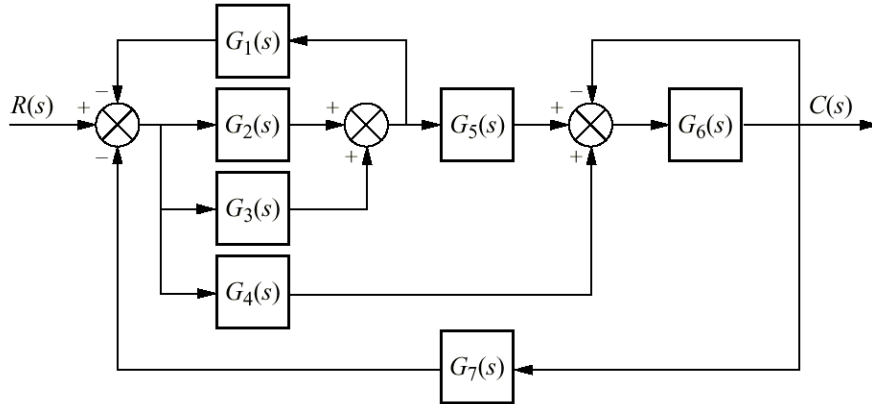 G₁(s)
R(s) + − − G₂(s) + + G₅(s) + − + G₆(s) C(s)
G₃(s)
G₄(s)
G₇(s)